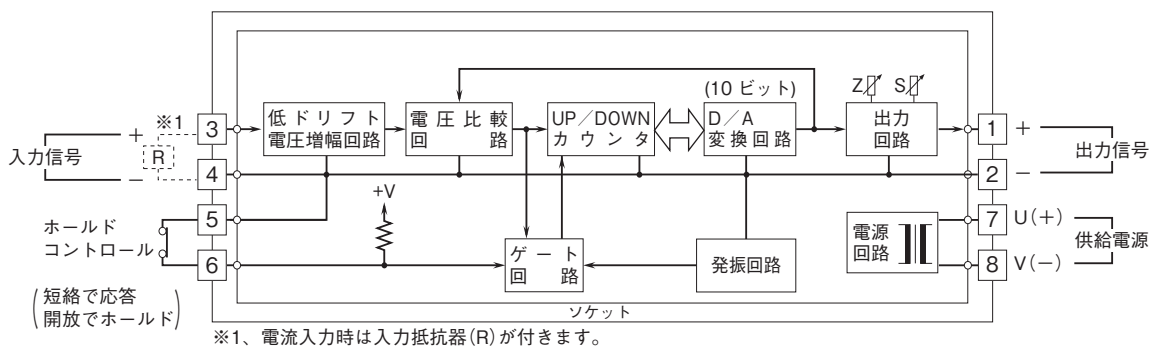 入力信号
+
−
※1
R
3
4
5
6
ホールド
コントロール
(短絡で応答
開放でホールド)
低ドリフト
電圧増幅回路
電圧比較
回路
UP/DOWN
カウンタ
(10 ビット)
D/A
変換回路
Z
S
出力
回路
+V
ゲート
回路
発振回路
電源
回路
1
2
7
8
+
−
出力信号
U(+)
V(−)
供給電源
ソケット
※1、電流入力時は入力抵抗器(R)が付きます。